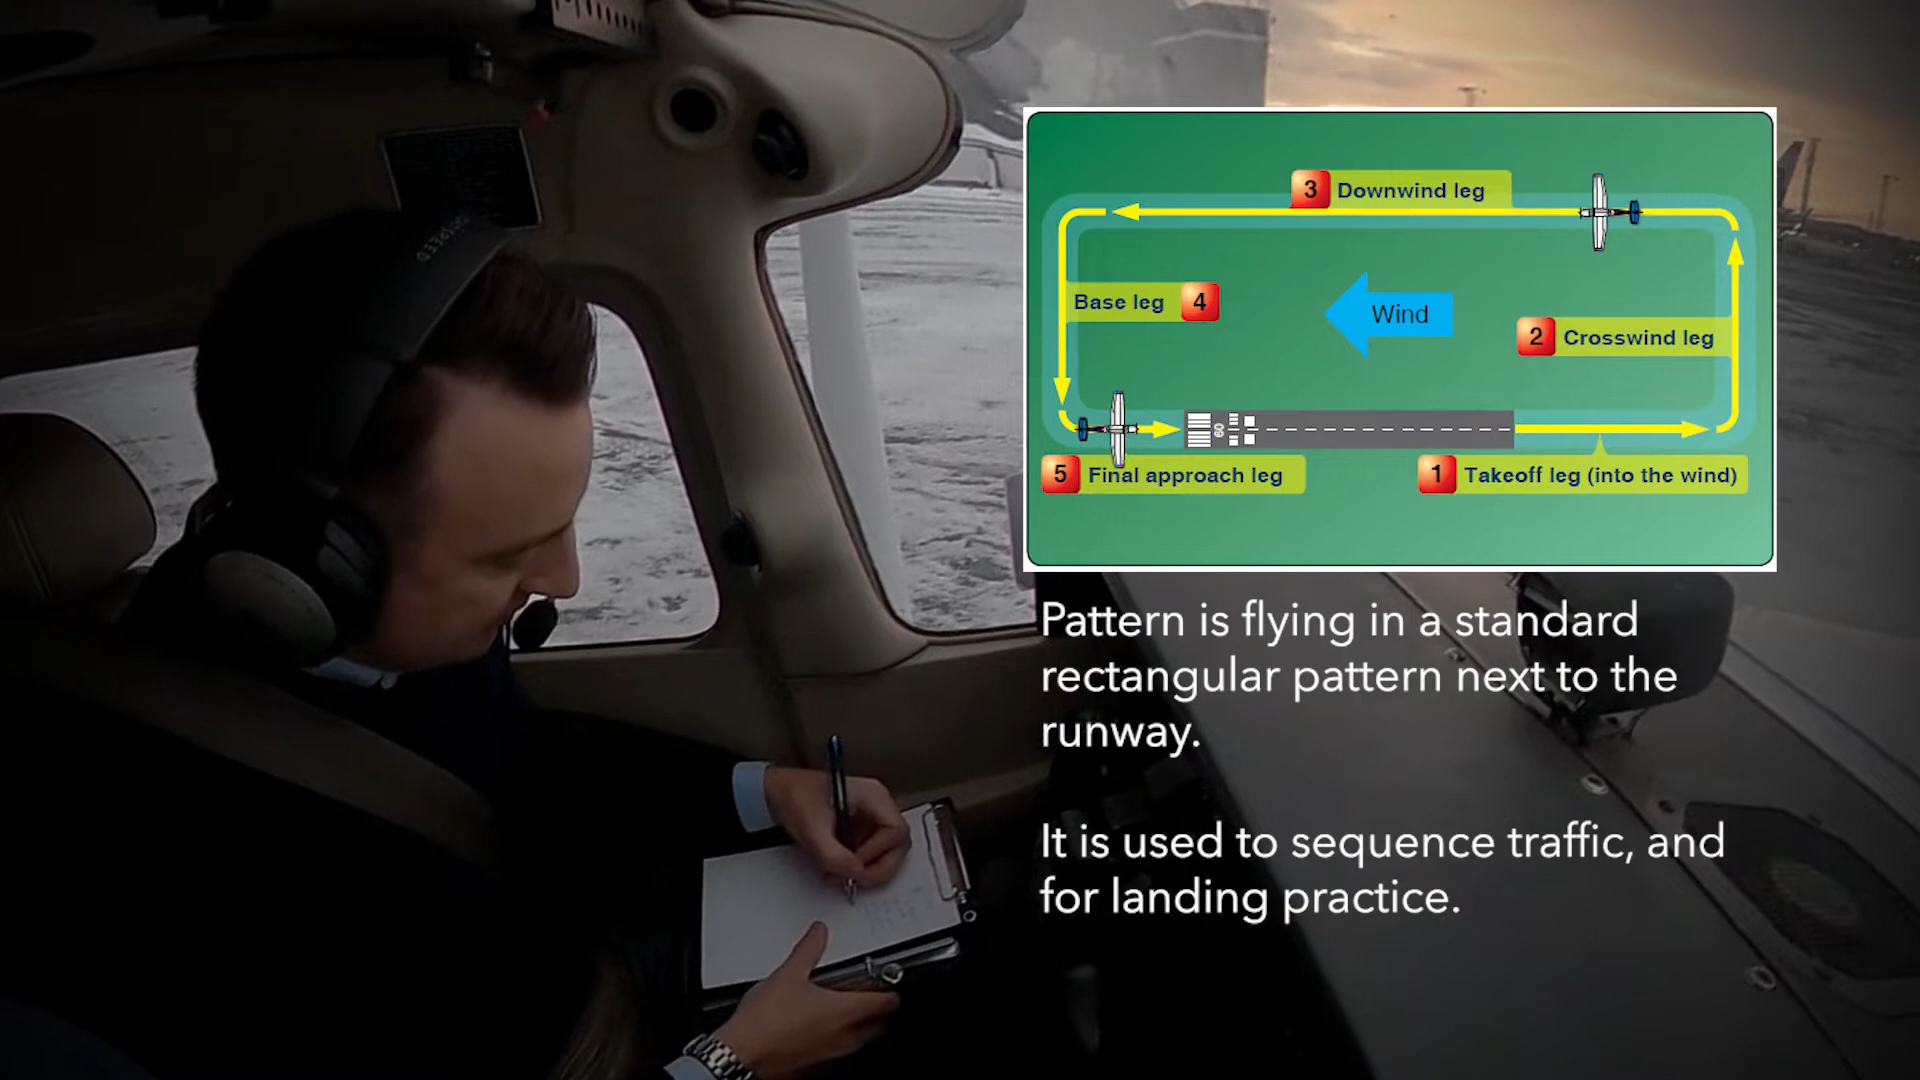 3 Downwind leg
Base leg 4
Wind
2 Crosswind leg
09
5 Final approach leg
1 Takeoff leg (into the wind)
Pattern is flying in a standard
rectangular pattern next to the
runway.
It is used to sequence traffic, and
for landing practice.